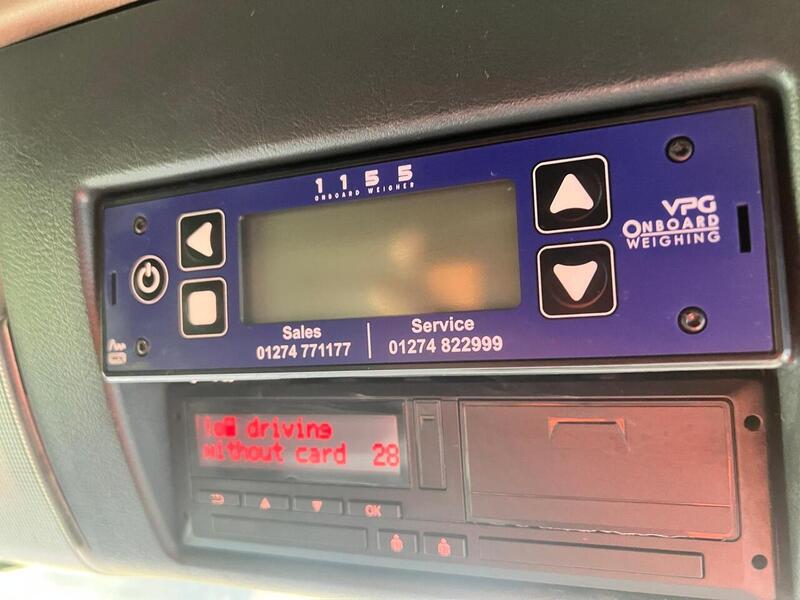 1155
ONBOARD WEIGHER
VPG
ONBOARD
WEIGHING
Sales
01274 771177
Service
01274 822999
driving
without card 28
OK